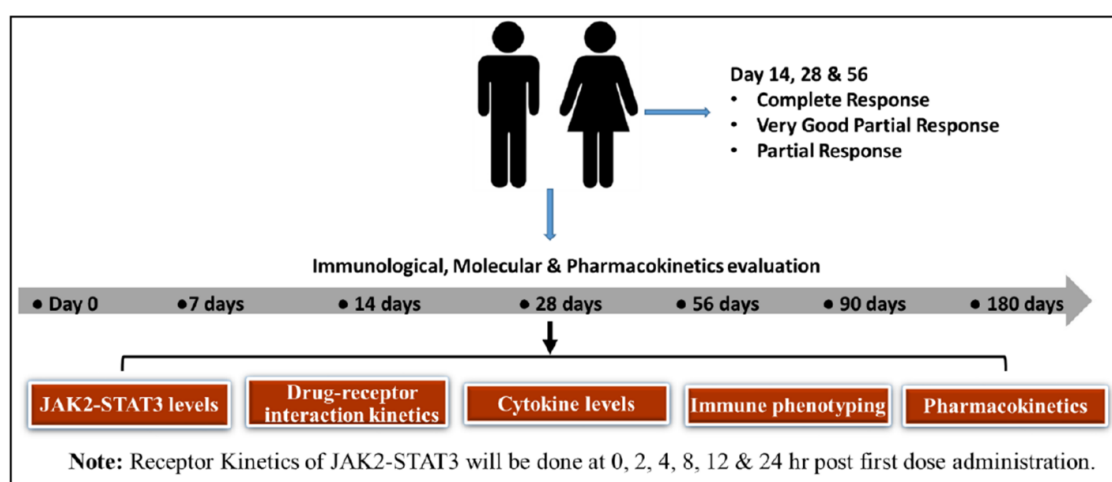 Day 14, 28 & 56
• Complete Response
• Very Good Partial Response
• Partial Response
Immunological, Molecular & Pharmacokinetics evaluation
● Day 0 ●7 days ● 14 days ● 28 days ● 56 days ● 90 days ● 180 days
JAK2-STAT3 levels
Drug-receptor
interaction kinetics
Cytokine levels
Immune phenotyping
Pharmacokinetics
Note: Receptor Kinetics of JAK2-STAT3 will be done at 0, 2, 4, 8, 12 & 24 hr post first dose administration.